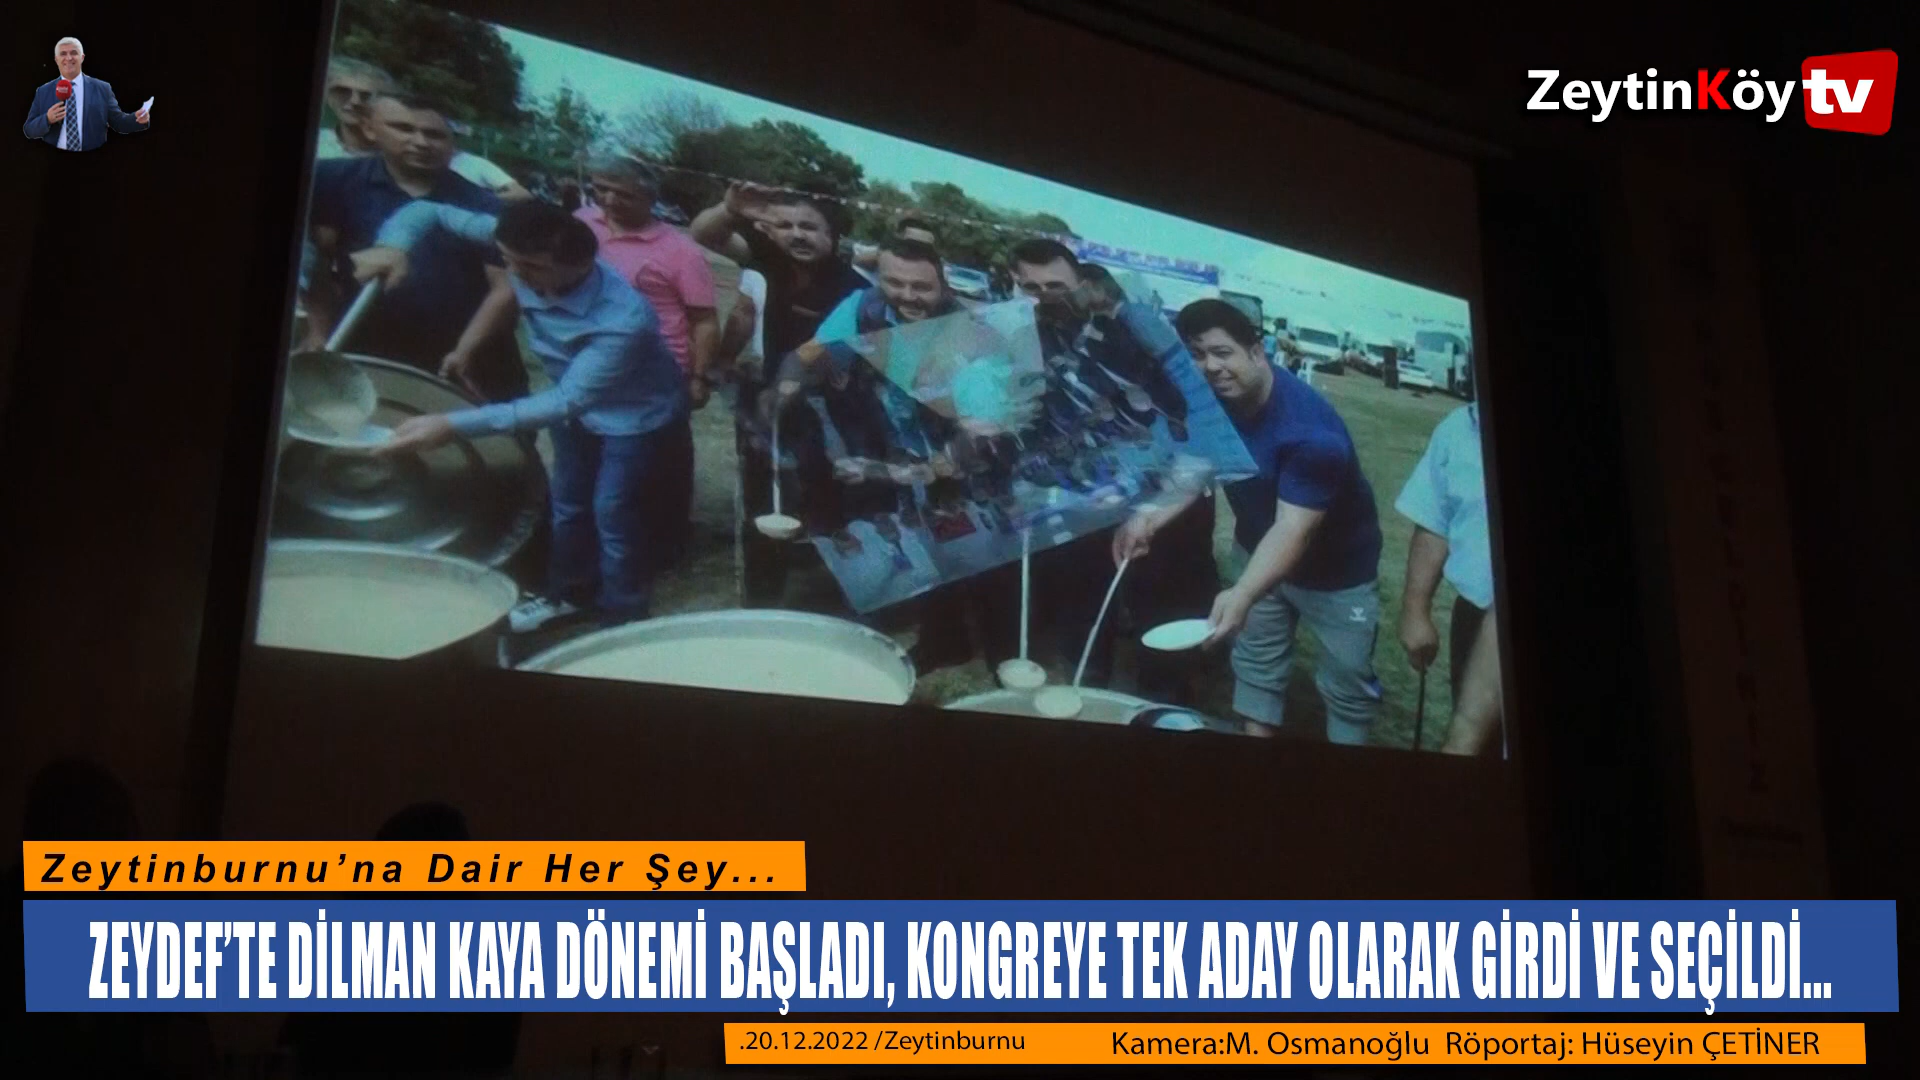 ZeytinKöy tv
Zeytinburnu’na Dair Her Şey...
ZEYDEF’TE DİLMAN KAYA DÖNEMİ BAŞLADI, KONGREYE TEK ADAY OLARAK GİRDİ VE SEÇİLDİ...
.20.12.2022 /Zeytinburnu
Kamera:M. Osmanoğlu Röportaj: Hüseyin ÇETİNER